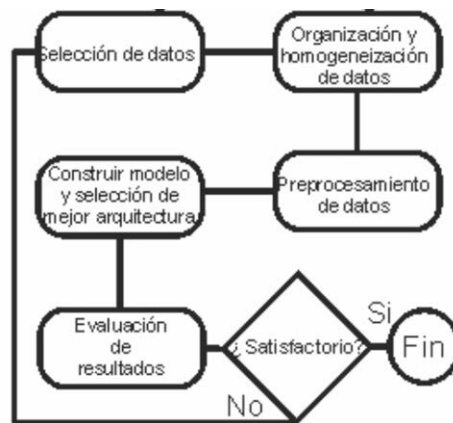 Selección de datos
Organización y
homogeneización
de datos
Construir modelo
y selección de
mejor arquitectura
Preprocesamiento
de datos
Evaluación
de
resultados
¿ Satisfactorio?
Si
Fin
No